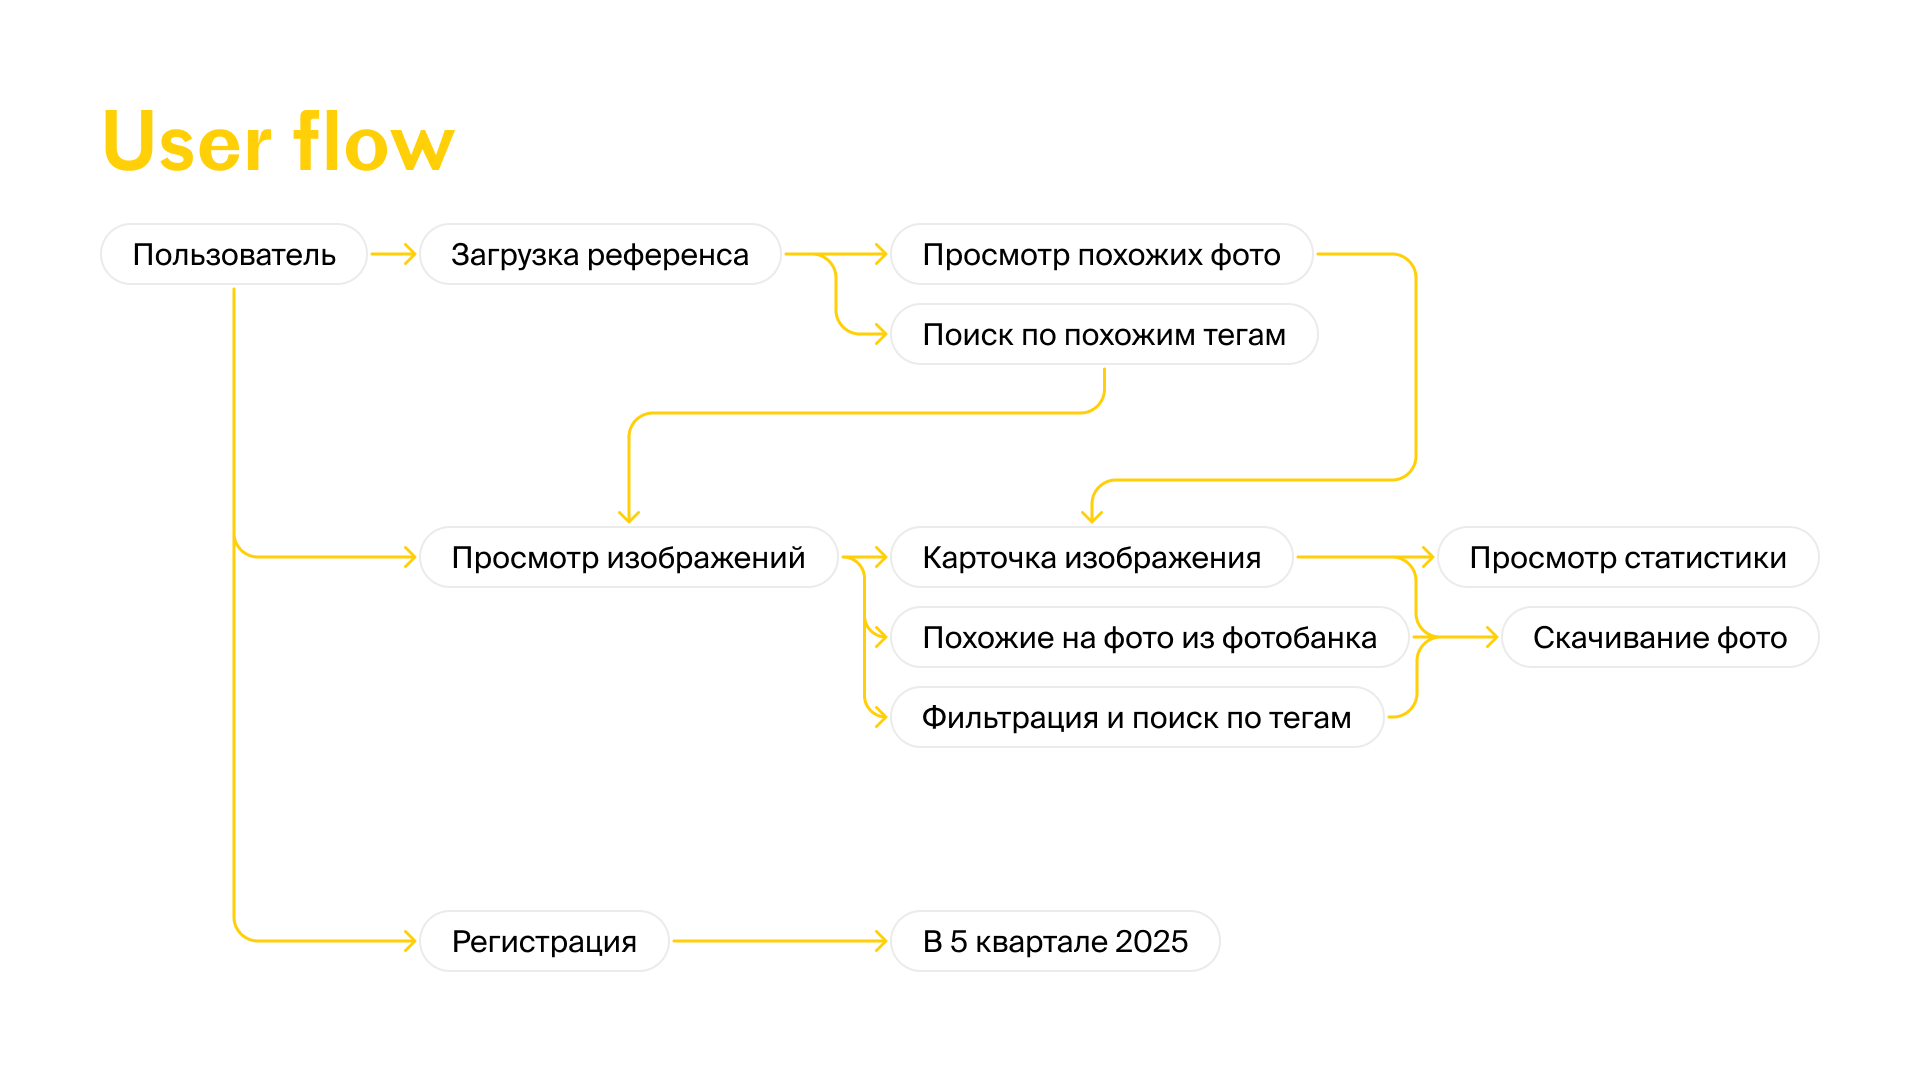 User flow
Пользователь
Загрузка референса
Просмотр похожих фото
Поиск по похожим тегам
Просмотр изображений
Карточка изображения
Просмотр статистики
Похожие на фото из фотобанка
Скачивание фото
Фильтрация и поиск по тегам
Регистрация
В 5 квартале 2025